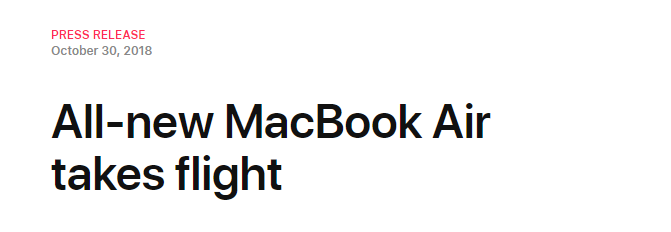 PRESS RELEASE
October 30, 2018
All-new MacBook Air
takes flight